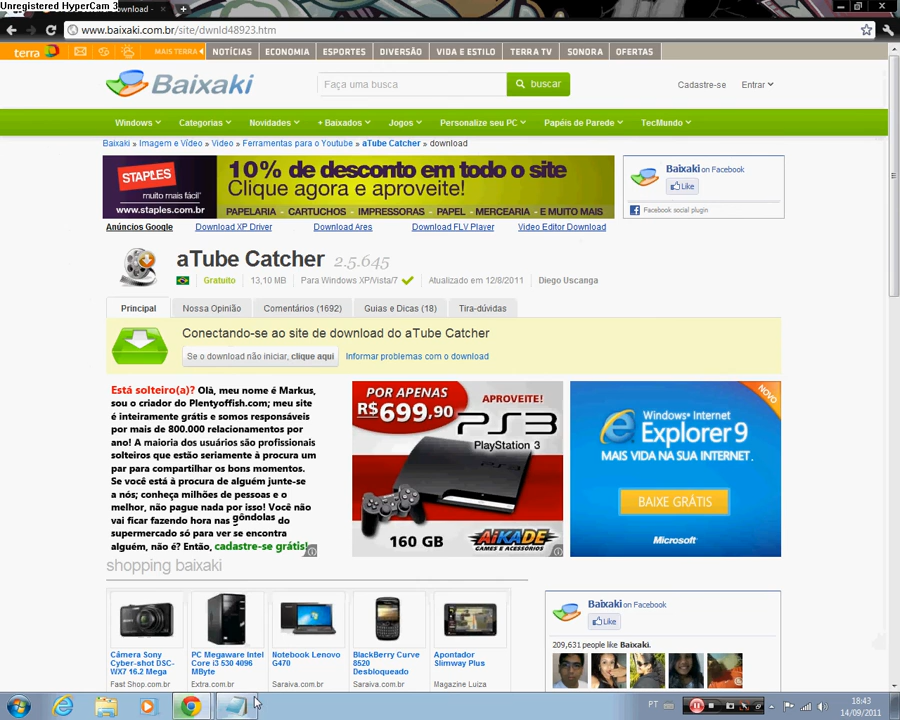 Unregistered HyperCam 3
ownload -
www.baixaki.com.br/site/dwnld48923.htm
terra
MAIS TERRA
NOTÍCIAS
ECONOMIA
ESPORTES
DIVERSÃO
VIDA E ESTILO
TERRA TV
SONORA
OFERTAS
Baixaki
Faça uma busca
buscar
Cadastre-se
Entrar
Windows
Categorias
Novidades
+ Baixados
Jogos
Personalize seu PC
Papéis de Parede
TecMundo
Baixaki » Imagem e Vídeo » Video » Ferramentas para o Youtube » aTube Catcher » download
STAPLES
muito mais fácil
www.staples.com.br
10% de desconto em todo o site
Clique agora e aproveite!
PAPELARIA - CARTUCHOS - IMPRESSORAS - PAPEL - MERCEARIA - E MUITO MAIS
Baixaki on Facebook
Like
Facebook social plugin
Anúncios Google
Download XP Driver
Download Ares
Download FLV Player
Video Editor Download
aTube Catcher 2.5.645
Gratuito
13,10 MB
Para Windows XP/Vista/7
Atualizado em 12/8/2011
Diego Uscanga
Principal
Nossa Opinião
Comentários (1692)
Guias e Dicas (18)
Tira-dúvidas
Conectando-se ao site de download do aTube Catcher
Se o download não iniciar, clique aqui
Informar problemas com o download
Está solteiro(a)? Olá, meu nome é Markus,
sou o criador do Plentyoffish.com; meu site
é inteiramente grátis e somos responsáveis
por mais de 800.000 relacionamentos por
ano! A maioria dos usuários são profissionais
solteiros que estão seriamente à procura um
par para compartilhar os bons momentos.
Se você está à procura de alguém junte-se
a nós; conheça milhões de pessoas e o
melhor, não pague nada por isso! Você não
vai ficar fazendo hora nas gôndolas do
supermercado só para ver se encontra
alguém, não é? Então, cadastre-se grátis!
POR APENAS
R$699,90
APROVEITE!
PS3
PlayStation 3
160 GB
AiKADE
GAMES E ACESSÓRIOS
NOVO
Windows Internet
Explorer 9
MAIS VIDA NA SUA INTERNET.
BAIXE GRÁTIS
Microsoft
shopping baixaki
Câmera Sony
Cyber-shot DSC-
WX7 16.2 Mega
Fast Shop.com.br
PC Megaware Intel
Core i3 530 4096
MByte
Extra.com.br
Notebook Lenovo
G470
Saraiva.com.br
BlackBerry Curve
8520
Desbloqueado
Saraiva.com.br
Apontador
Slimway Plus
Magazine Luiza
Baixaki on Facebook
Like
209,631 people like Baixaki.
PT
18:43
14/09/2011